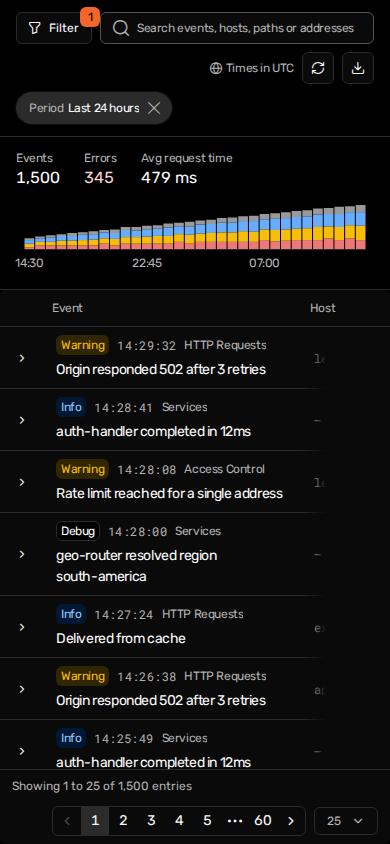 Filter 1
Search events, hosts, paths or addresses
Times in UTC
Period Last 24 hours
Events Errors Avg request time
1,500 345 479 ms
14:30 22:45 07:00
Event Host
Warning 14:29:32 HTTP Requests
Origin responded 502 after 3 retries
Info 14:28:41 Services
auth-handler completed in 12ms
–
Warning 14:28:08 Access Control
Rate limit reached for a single address
Debug 14:28:00 Services
geo-router resolved region
south-america
–
Info 14:27:24 HTTP Requests
Delivered from cache
Warning 14:26:38 HTTP Requests
Origin responded 502 after 3 retries
Info 14:25:49 Services
auth-handler completed in 12ms
–
Showing 1 to 25 of 1,500 entries
1 2 3 4 5 ••• 60
25